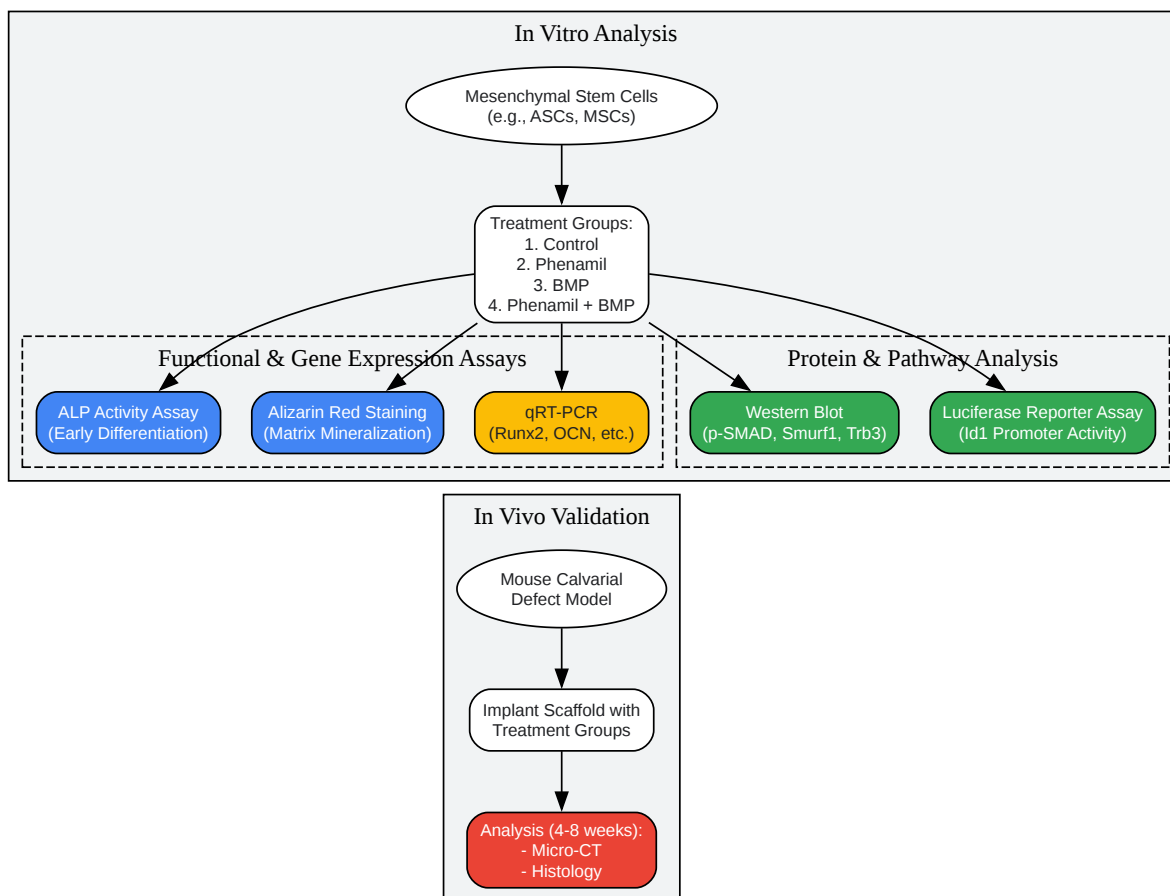 In Vitro Analysis
Mesenchymal Stem Cells
(e.g., ASCs, MSCs)
Treatment Groups:
1. Control
2. Phenamil
3. BMP
4. Phenamil + BMP
Functional & Gene Expression Assays
ALP Activity Assay
(Early Differentiation)
Alizarin Red Staining
(Matrix Mineralization)
qRT-PCR
(Runx2, OCN, etc.)
Protein & Pathway Analysis
Western Blot
(p-SMAD, Smurf1, Trb3)
Luciferase Reporter Assay
(Id1 Promoter Activity)
In Vivo Validation
Mouse Calvarial
Defect Model
Implant Scaffold with
Treatment Groups
Analysis (4-8 weeks):
- Micro-CT
- Histology